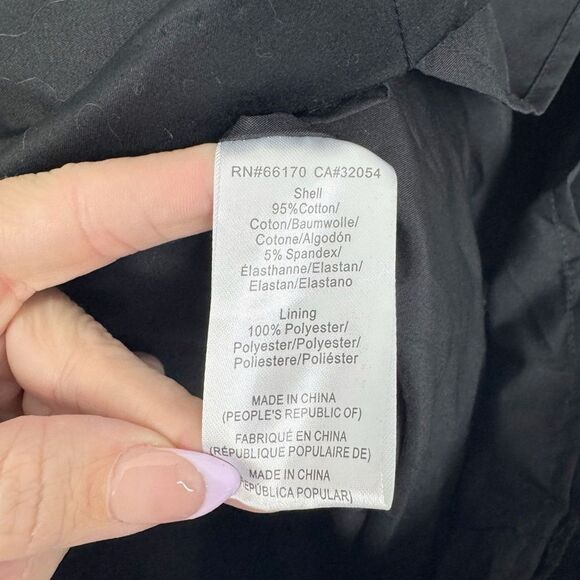 RN#66170 CA#32054
Shell
95%Cotton/
Coton/Baumwolle/
Cotone/Algodón
5% Spandex/
Élasthanne/Elastan/
Elastan/Elastano
Lining
100% Polyester/
Polyester/Polyester/
Poliestere/Poliéster
MADE IN CHINA
(PEOPLE'S REPUBLIC OF)
FABRIQUÉ EN CHINA
(RÉPUBLIQUE POPULAIRE DE)
MADE IN CHINA
POPULAR)